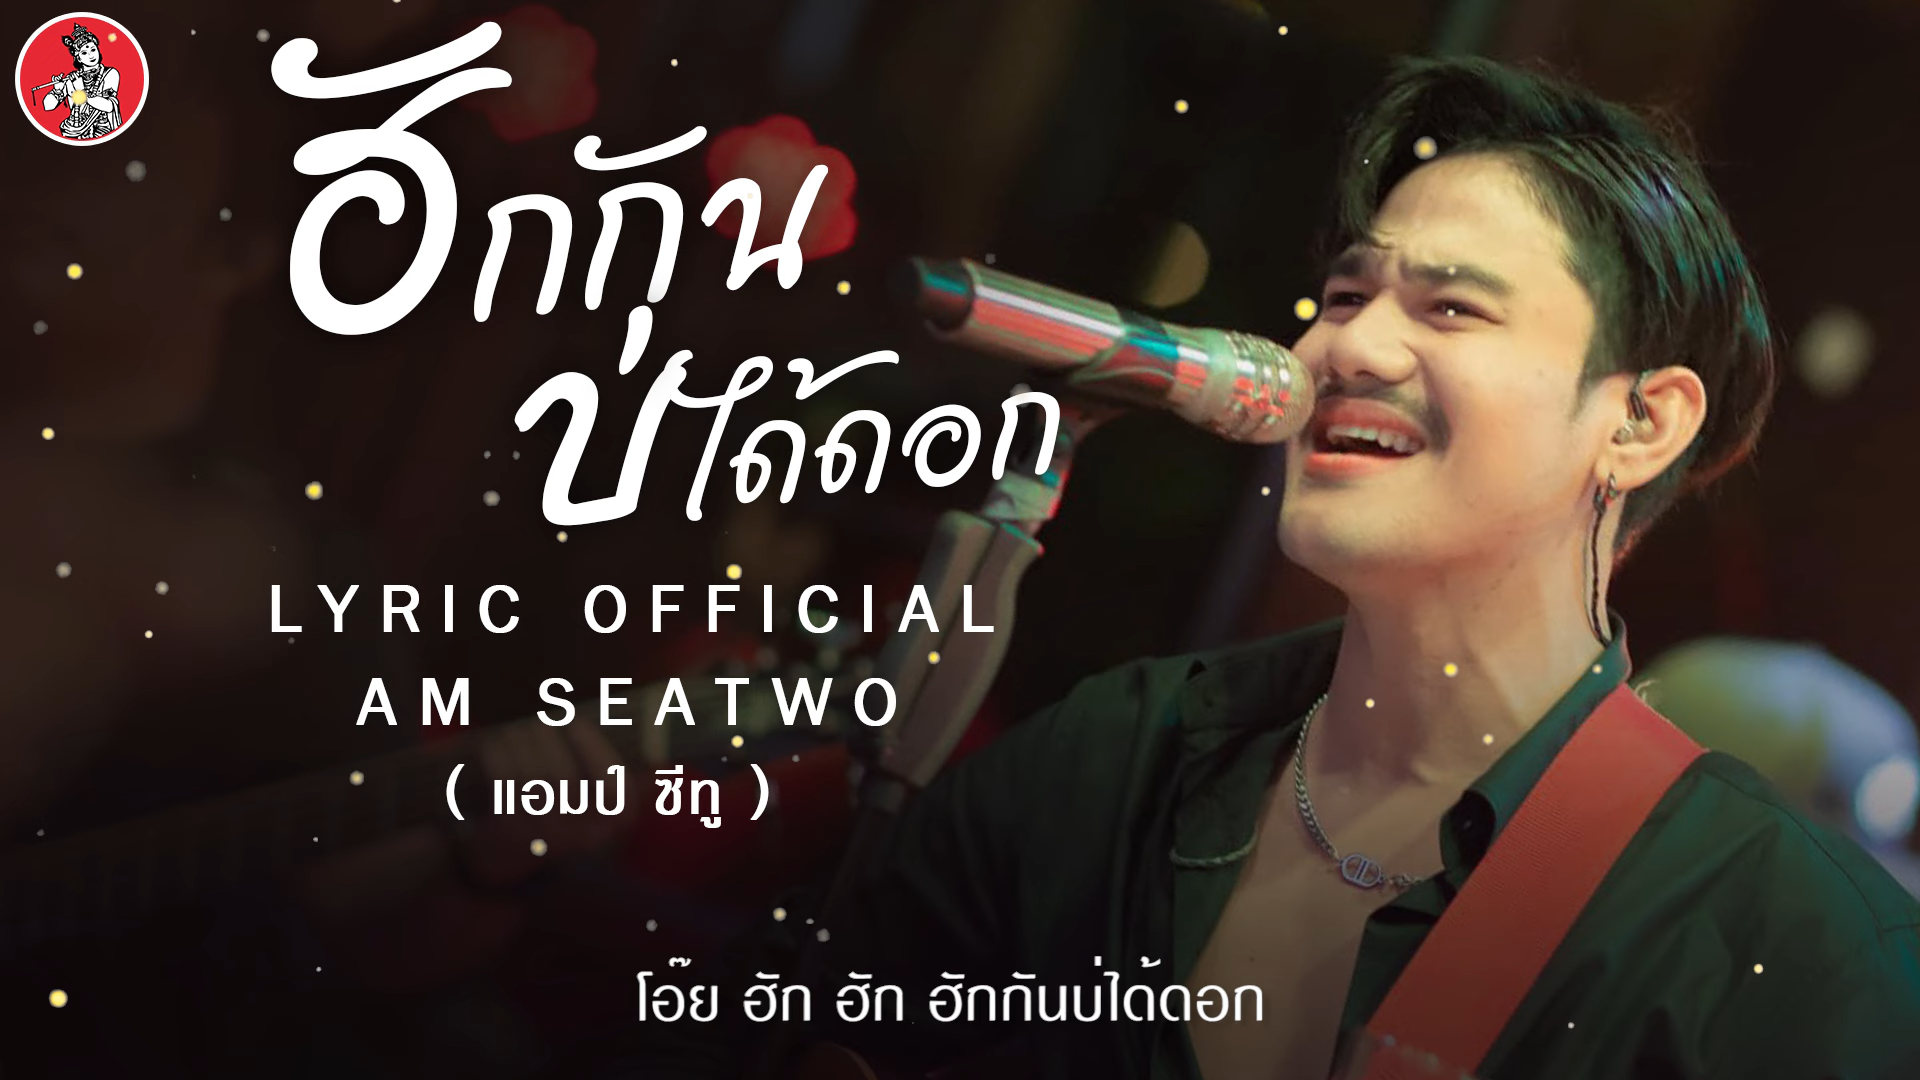 ฮักกัน
บ่ได้ดอก
LYRIC OFFICIAL
AM SEATWO
( แอมป์ ซีทู )
โอ๊ย ฮัก ฮัก ฮักกันบ่ได้ดอก